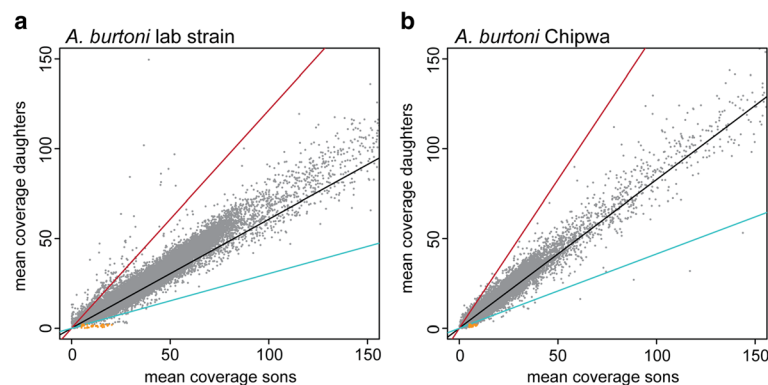 a
A. burtoni lab strain
mean coverage daughters
150
100
50
0
0 50 100 150
mean coverage sons
b
A. burtoni Chipwa
mean coverage daughters
150
100
50
0
0 50 100 150
mean coverage sons